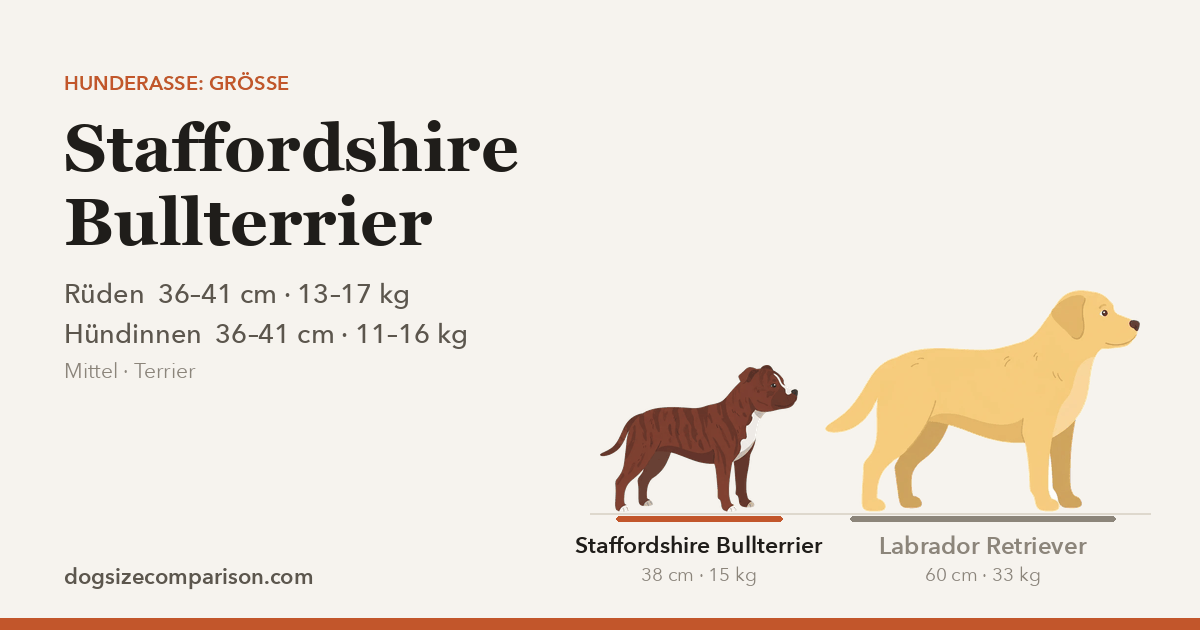 HUNDERASSE: GRÖSSE
Staffordshire
Bullterrier
Rüden 36–41 cm · 13–17 kg
Hündinnen 36–41 cm · 11–16 kg
Mittel · Terrier
Staffordshire Bullterrier
38 cm · 15 kg
Labrador Retriever
60 cm · 33 kg
dogsizecomparison.com